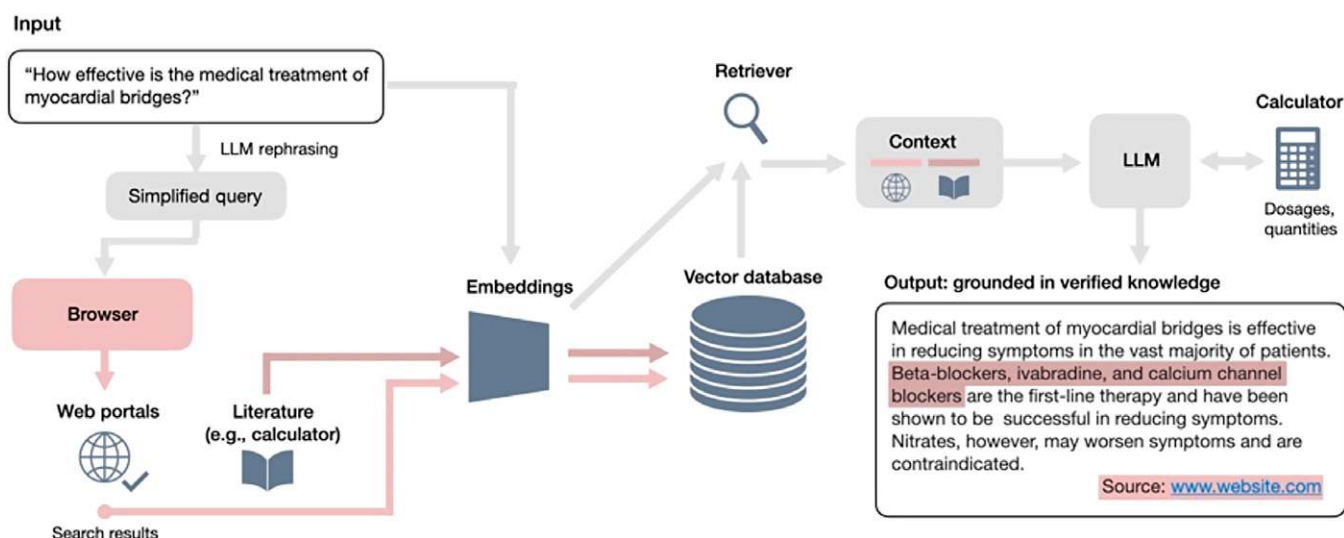 Input
“How effective is the medical treatment of
myocardial bridges?”
LLM rephrasing
Simplified query
Browser
Web portals
Search results
Literature
(e.g., calculator)
Embeddings
Vector database
Retriever
Context
LLM
Calculator
Dosages,
quantities
Output: grounded in verified knowledge
Medical treatment of myocardial bridges is effective
in reducing symptoms in the vast majority of patients.
Beta-blockers, ivabradine, and calcium channel
blockers are the first-line therapy and have been
shown to be successful in reducing symptoms.
Nitrates, however, may worsen symptoms and are
contraindicated.
Source: www.website.com